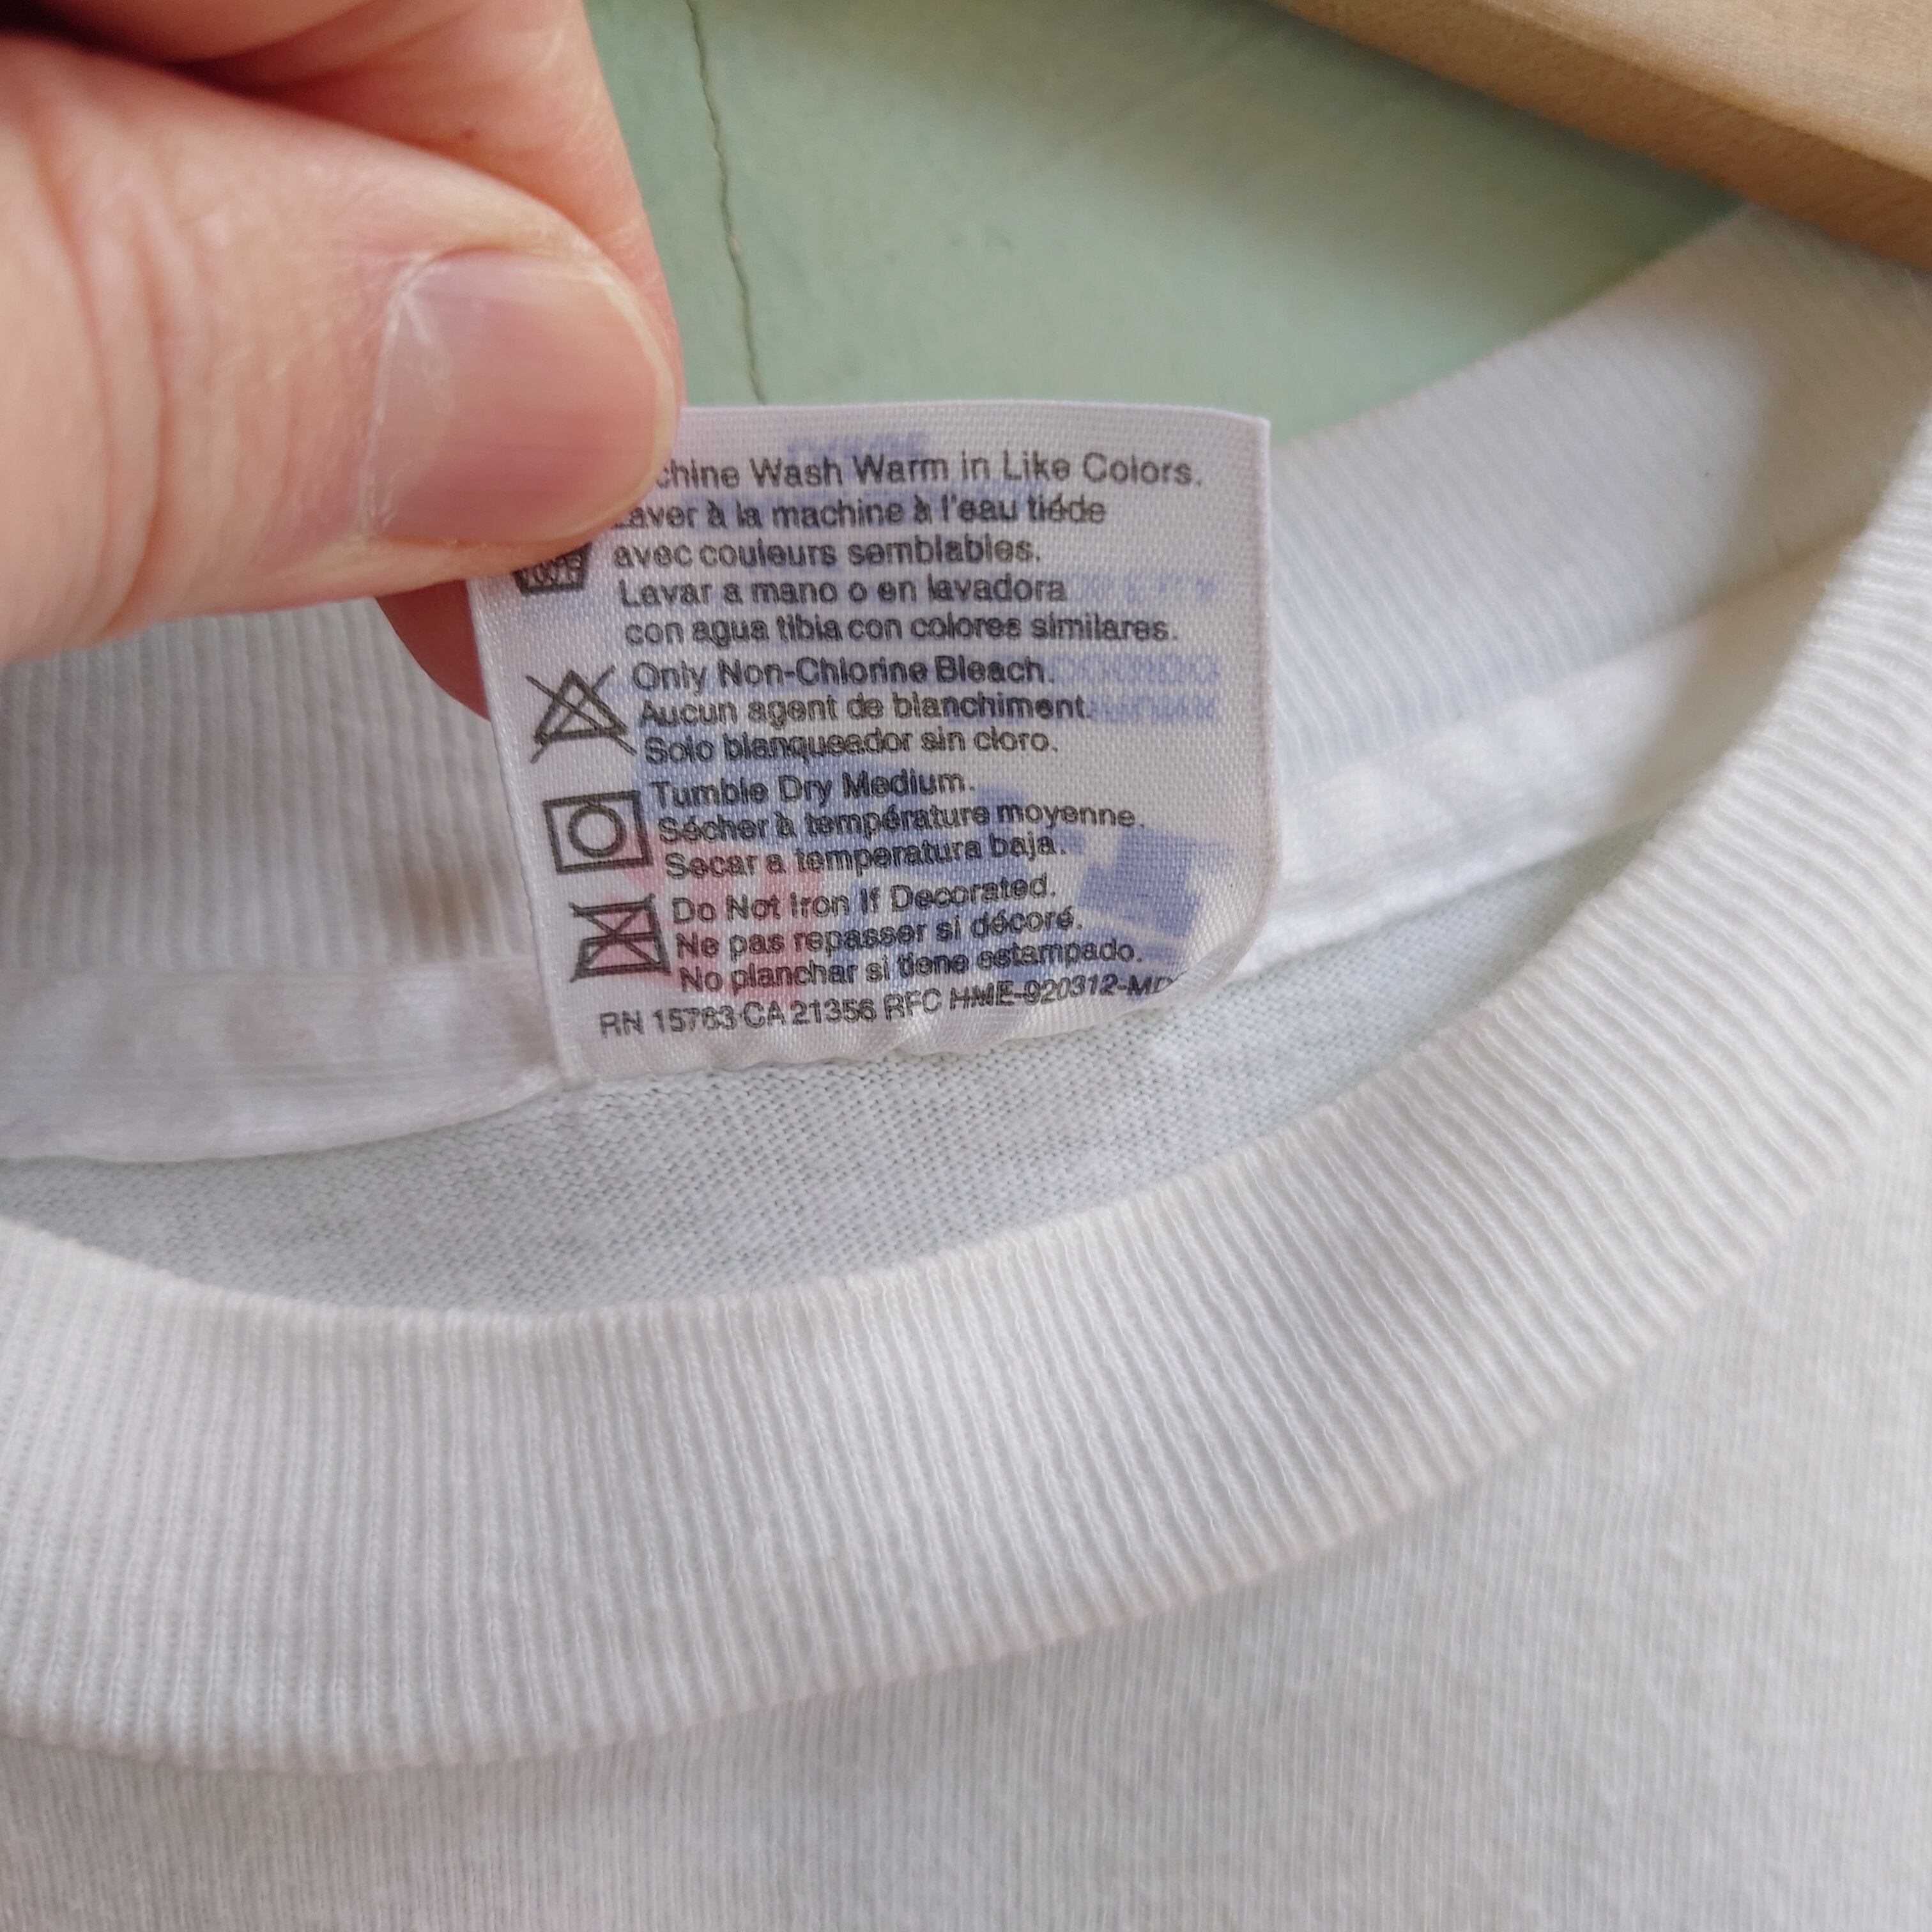 chine Wash Warm in Like Colors.
Laver à la machine à l'eau tiéde
avec couleurs semblables.
Lavar a mano o en lavadora
con agua tibia con colores similares.
Only Non-Chlorine Bleach.
Aucun agent de blanchiment.
Solo blanqueador sin cloro.
Tumble Dry Medium.
Sécher à température moyenne.
Secar a temperatura baja.
Do Not Iron If Decorated.
Ne pas repasser si décoré.
No planchar si tiene estampado.
RN 15763 CA 21356 RFC HME-920312-MD